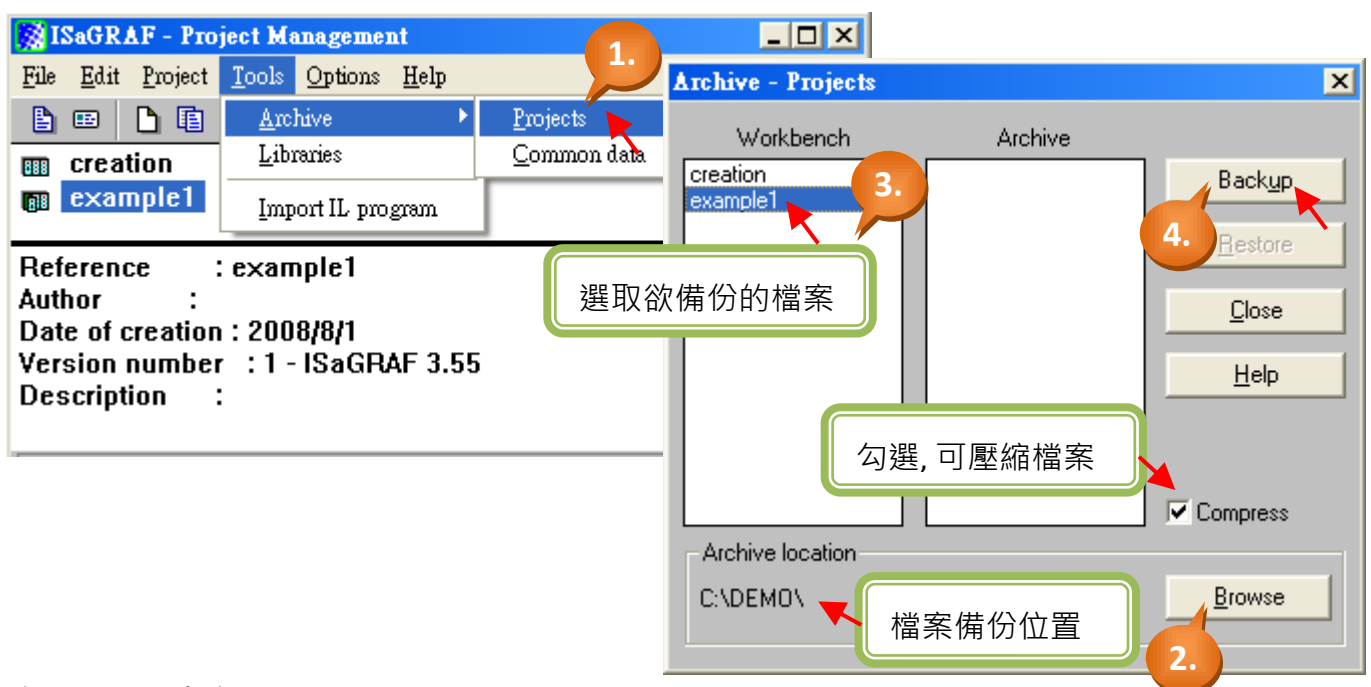 ISaGRAF - Project Management
1.
File Edit Project Tools Options Help
Archive
Projects
Libraries
Common data
Import IL program
creation
example1
Reference : example1
Author :
Date of creation : 2008/8/1
Version number : 1 - ISaGRAF 3.55
Description :
Archive - Projects
Workbench
Archive
creation
example1
3.
選取欲備份的檔案
Backup
4.
Restore
Close
Help
勾選, 可壓縮檔案
Compress
Archive location
C:\DEMO\
檔案備份位置
Browse
2.